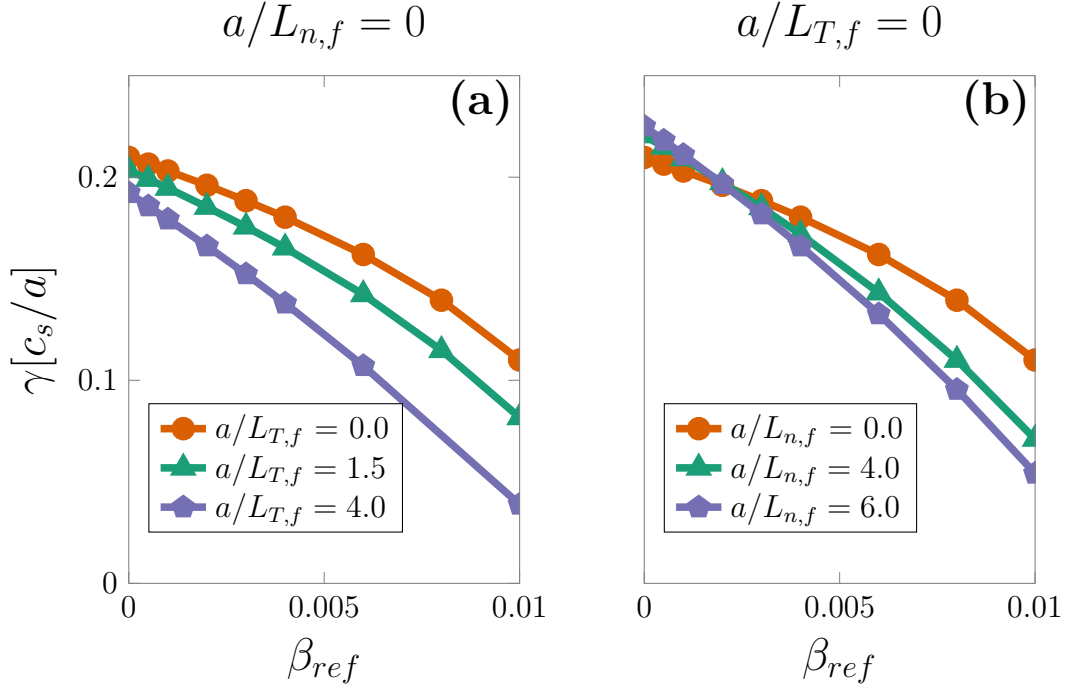 a/L_{n,f} = 0
a/L_{T,f} = 0
(a)
(b)
γ[c_s/a]
0.2
0.1
0
a/L_{T,f} = 0.0
a/L_{T,f} = 1.5
a/L_{T,f} = 4.0
a/L_{n,f} = 0.0
a/L_{n,f} = 4.0
a/L_{n,f} = 6.0
0 0.005 0.01
0 0.005 0.01
β_{ref}
β_{ref}